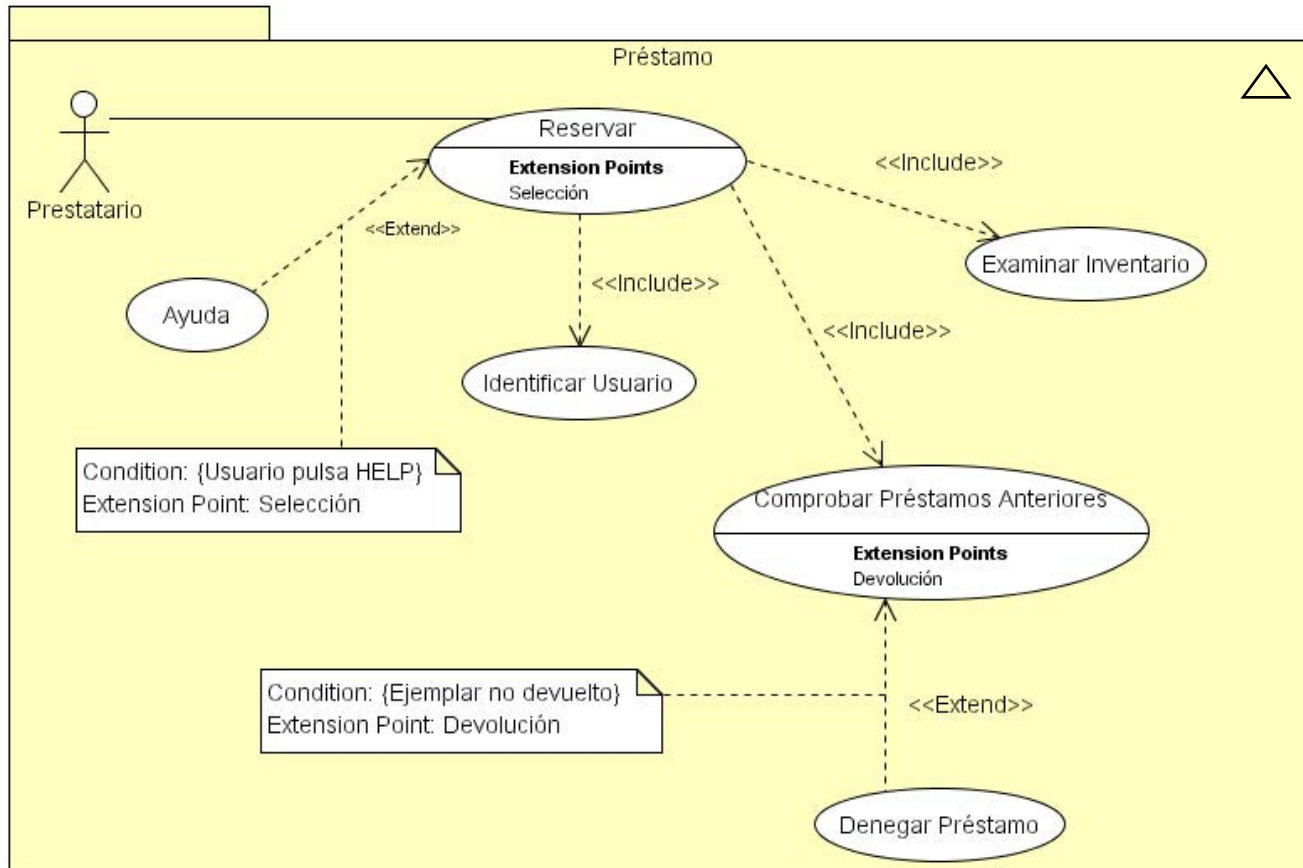 Préstamo
Reservar
Extension Points
Selección
Prestatario
<<Extend>>
<<Include>>
Examinar Inventario
Ayuda
<<Include>>
<<Include>>
Identificar Usuario
Condition: {Usuario pulsa HELP}
Extension Point: Selección
Comprobar Préstamos Anteriores
Extension Points
Devolución
Condition: {Ejemplar no devuelto}
Extension Point: Devolución
<<Extend>>
Denegar Préstamo